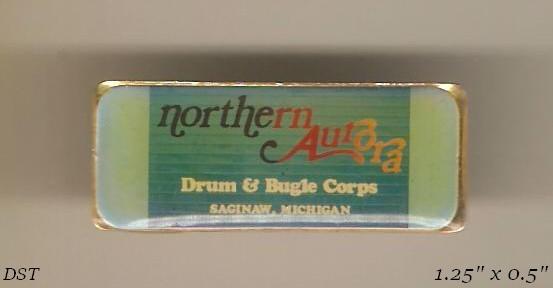 northern
Aurora
Drum & Bugle Corps
SAGINAW, MICHIGAN
DST
1.25" x 0.5"